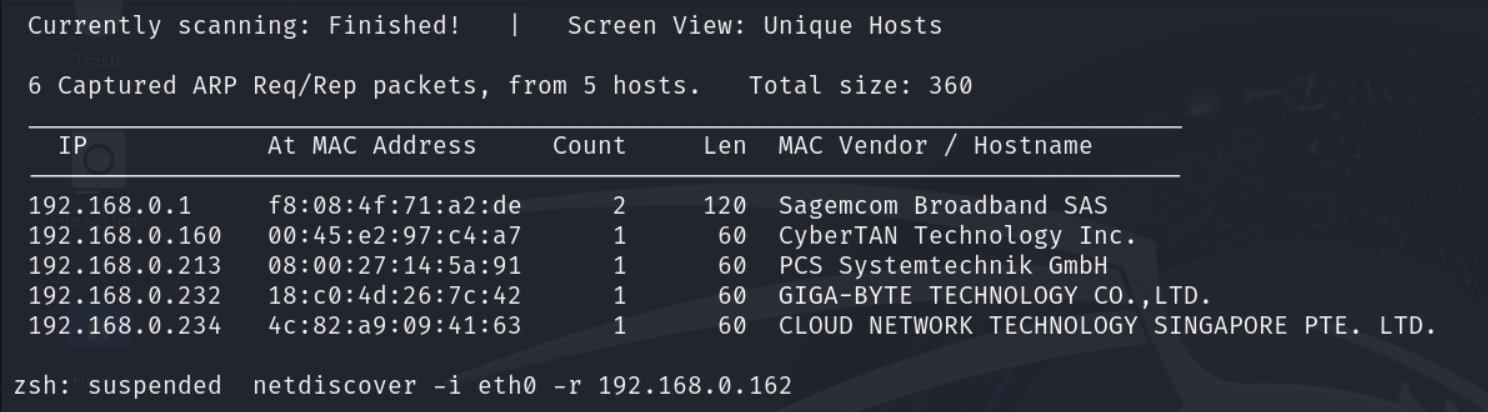 Currently scanning: Finished!   |   Screen View: Unique Hosts
Trash
6 Captured ARP Req/Rep packets, from 5 hosts.   Total size: 360
IP            At MAC Address     Count     Len  MAC Vendor / Hostname
192.168.0.1     f8:08:4f:71:a2:de      2     120  Sagemcom Broadband SAS
192.168.0.160   00:45:e2:97:c4:a7      1      60  CyberTAN Technology Inc.
192.168.0.213   08:00:27:14:5a:91      1      60  PCS Systemtechnik GmbH
192.168.0.232   18:c0:4d:26:7c:42      1      60  GIGA-BYTE TECHNOLOGY CO.,LTD.
192.168.0.234   4c:82:a9:09:41:63      1      60  CLOUD NETWORK TECHNOLOGY SINGAPORE PTE. LTD.
zsh: suspended  netdiscover -i eth0 -r 192.168.0.162